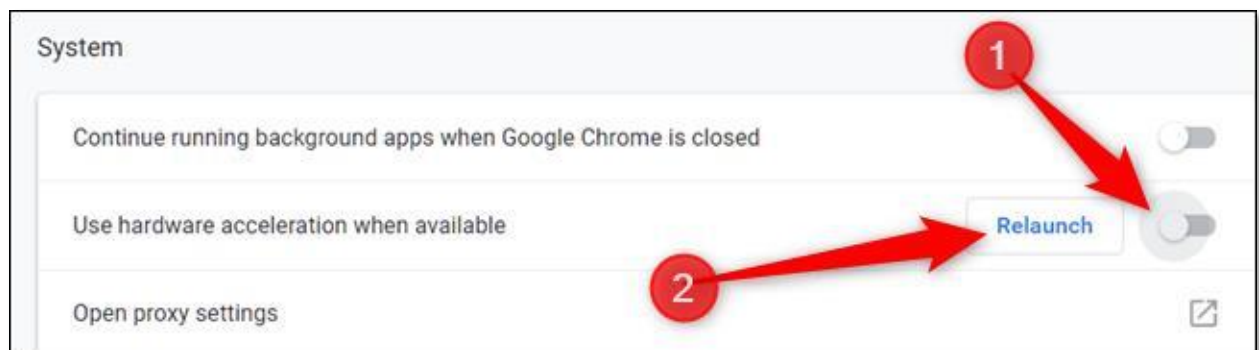 System
1
Continue running background apps when Google Chrome is closed
Use hardware acceleration when available
Relaunch
2
Open proxy settings